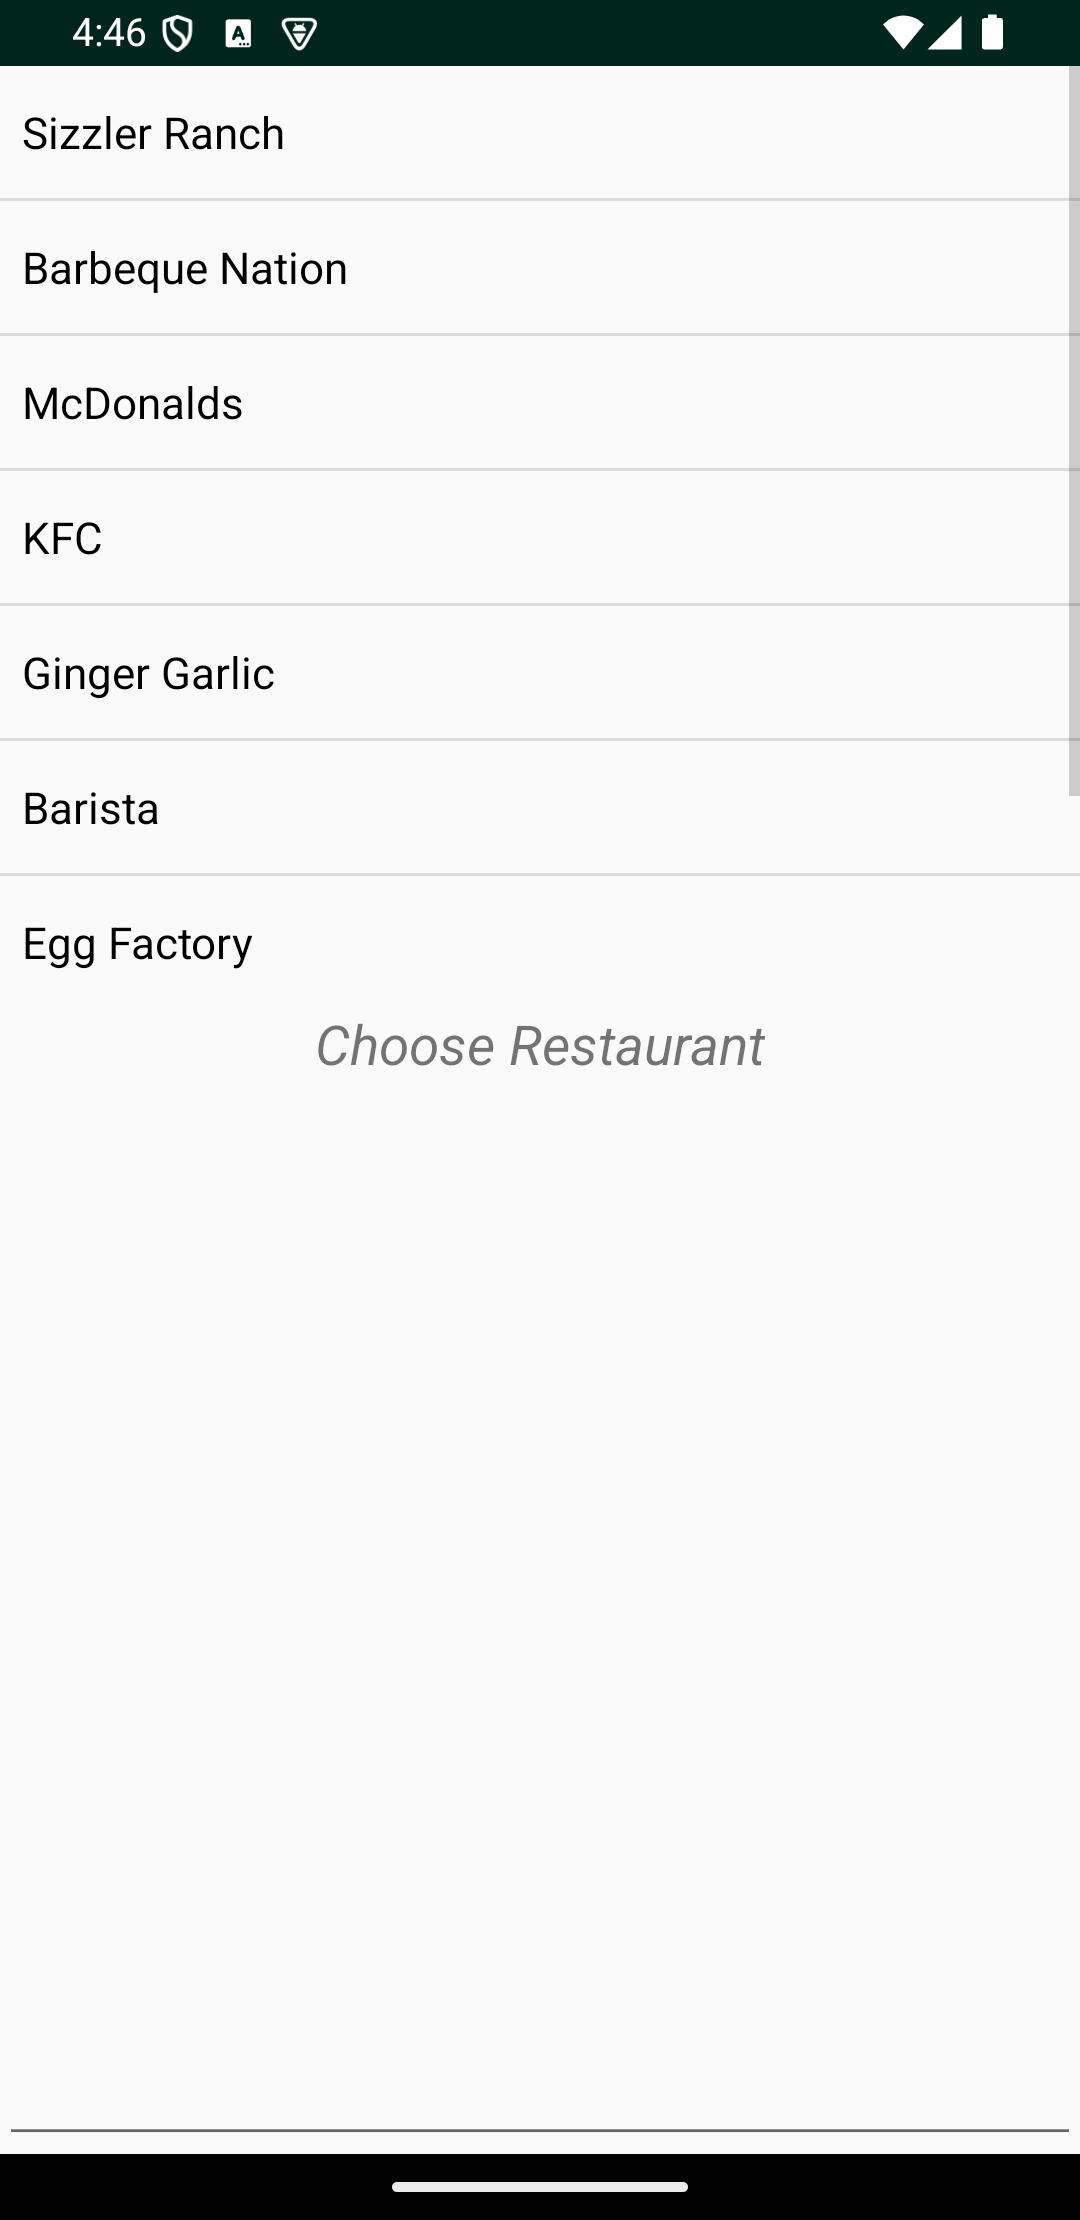 4:46
Sizzler Ranch
Barbeque Nation
McDonalds
KFC
Ginger Garlic
Barista
Egg Factory
Choose Restaurant